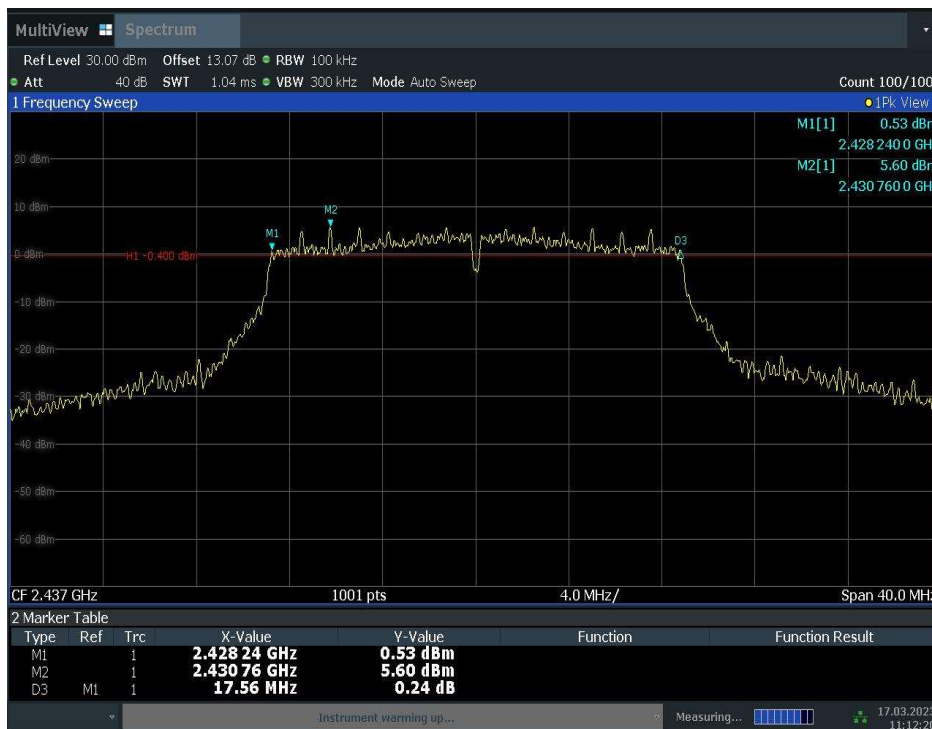 MultiView Spectrum
Ref Level 30.00 dBm Offset 13.07 dB RBW 100 kHz
Att 40 dB SWT 1.04 ms VBW 300 kHz Mode Auto Sweep Count 100/100
1 Frequency Sweep 1Pk View
M1[1] 0.53 dBm
2.428 240 0 GHz
M2[1] 5.60 dBm
2.430 760 0 GHz
20 dBm
10 dBm
M2
M1
D3
0 dBm
H1 -0.400 dBm
-10 dBm
-20 dBm
-30 dBm
-40 dBm
-50 dBm
-60 dBm
CF 2.437 GHz 1001 pts 4.0 MHz/ Span 40.0 MHz
2 Marker Table
Type Ref Trc X-Value Y-Value Function Function Result
M1 1 2.428 24 GHz 0.53 dBm
M2 1 2.430 76 GHz 5.60 dBm
D3 M1 1 17.56 MHz 0.24 dB
Instrument warming up... Measuring... 17.03.2023
11:12:26